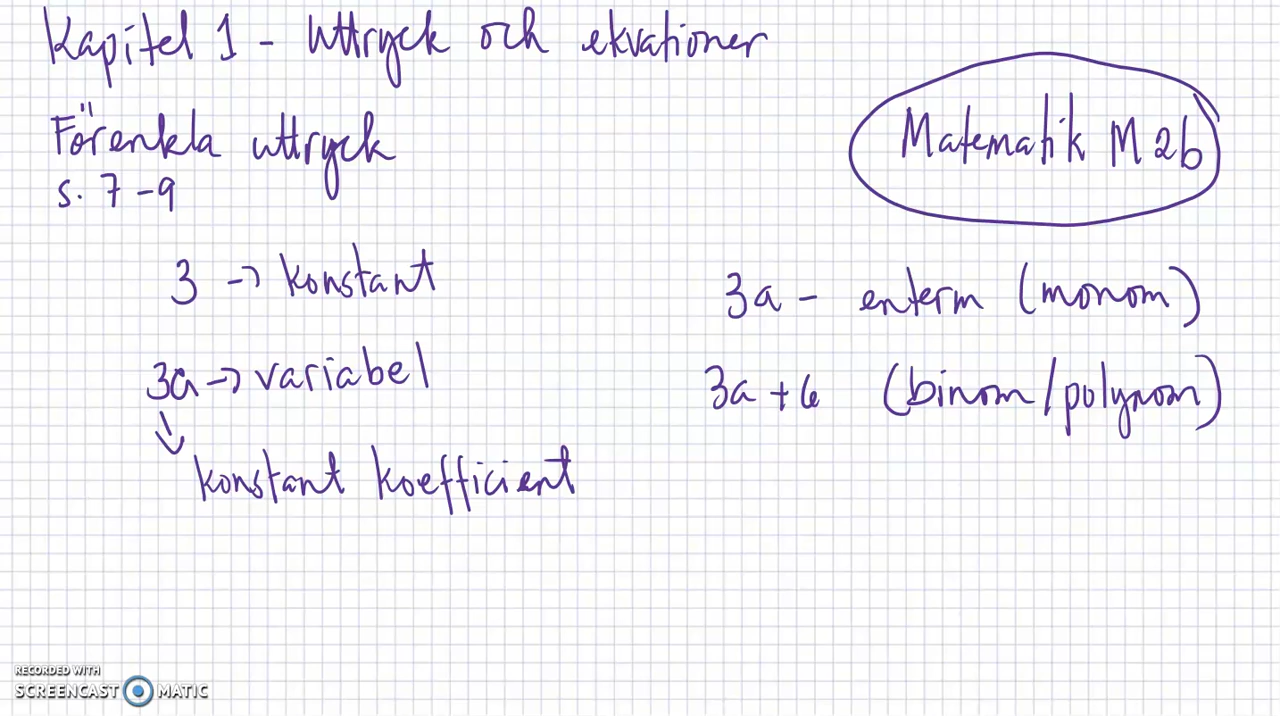 Kapitel 1 - Uttryck och ekvationer
Matematik M 2b
Förenkla uttryck
s. 7 - 9
3 → konstant
3a → variabel
konstant koefficient
3a - enterm (monom)
3a + 6 (binom/polynom)
RECORDED WITH
SCREENCAST MATIC